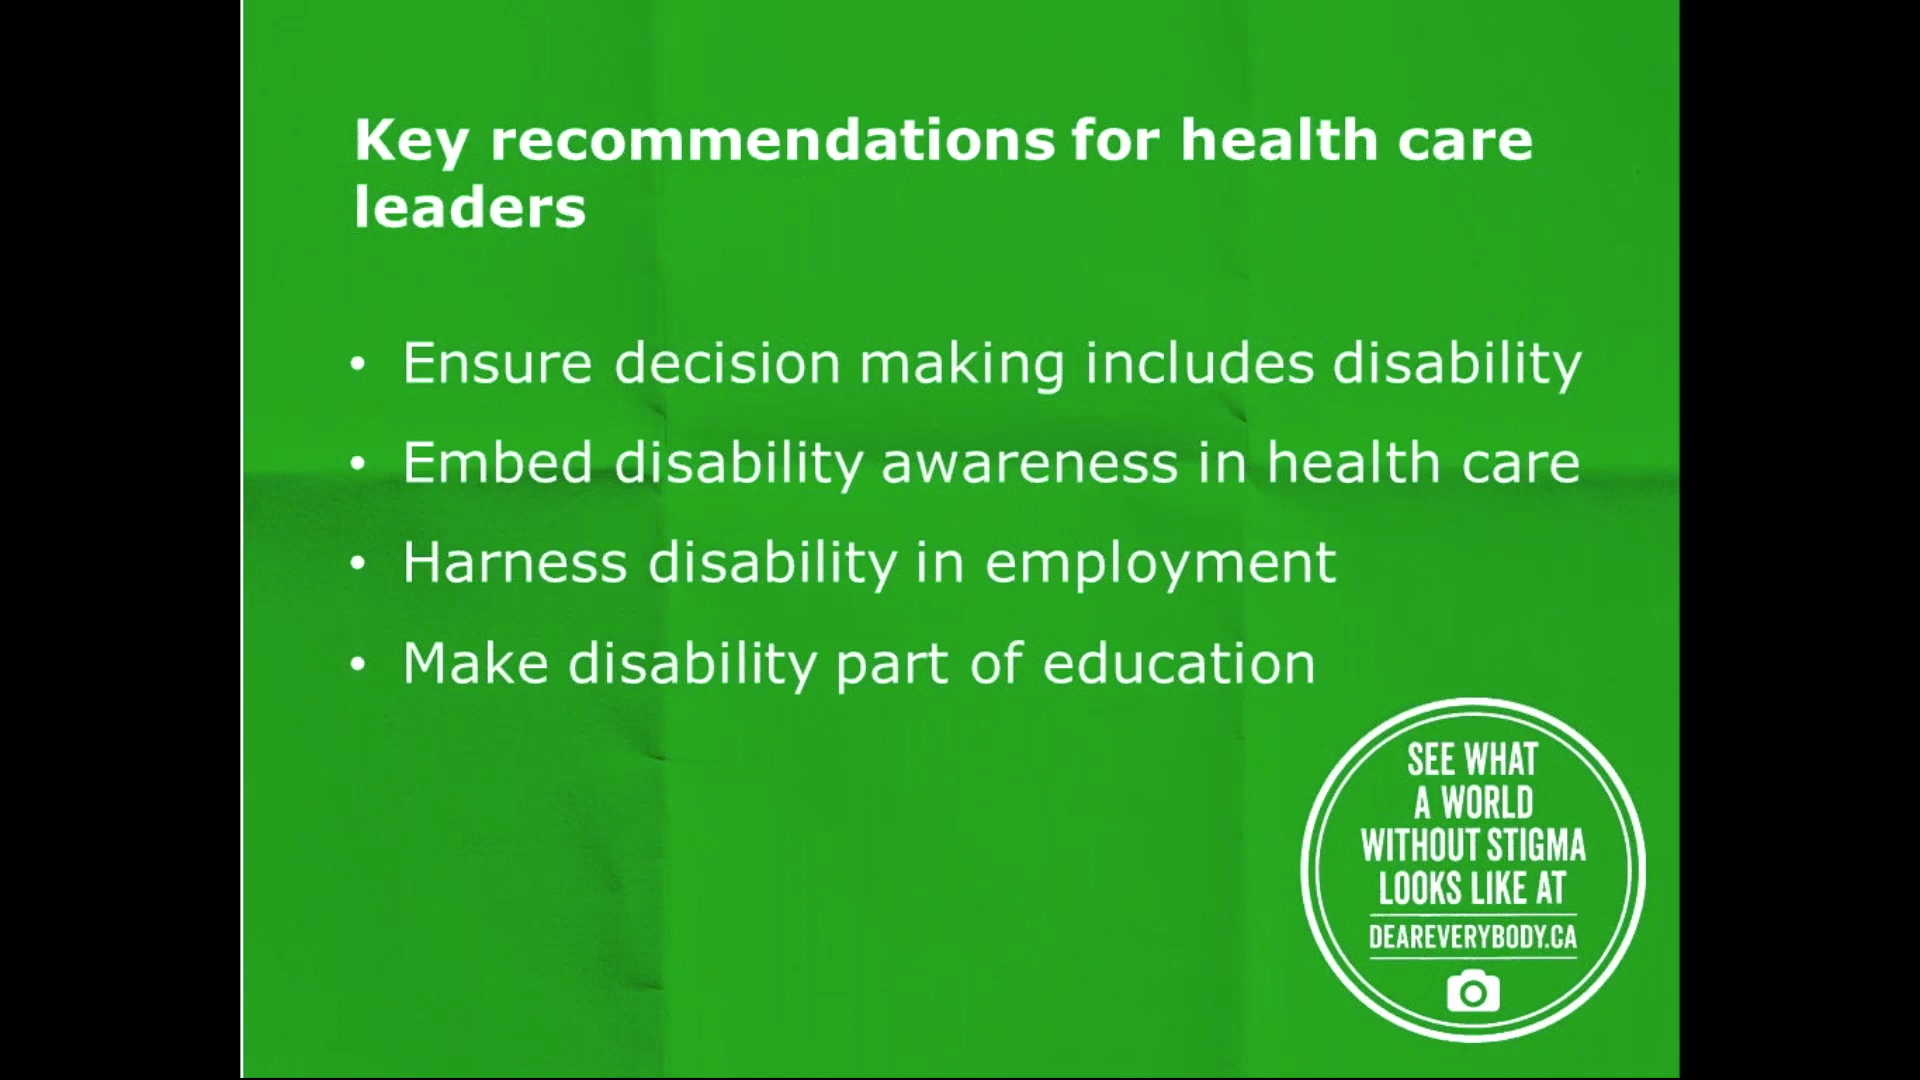 Key recommendations for health care
leaders
• Ensure decision making includes disability
• Embed disability awareness in health care
• Harness disability in employment
• Make disability part of education
SEE WHAT
A WORLD
WITHOUT STIGMA
LOOKS LIKE AT
DEAREVERYBODY.CA